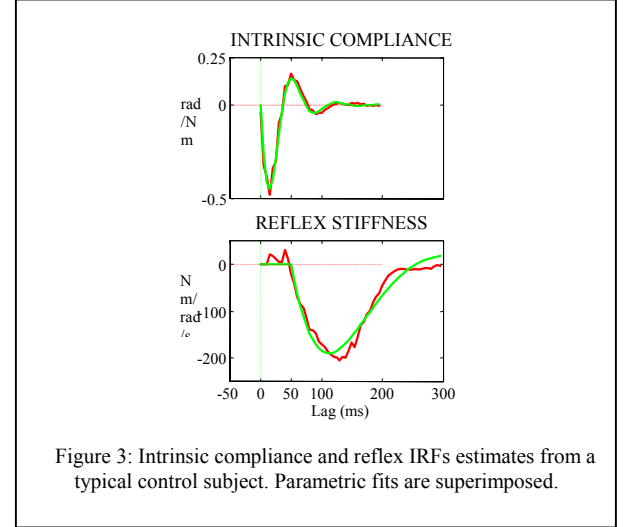 INTRINSIC COMPLIANCE
0.25
rad
/N
m
0
-0.5
REFLEX STIFFNESS
0
N
m/
rad
-100
-200
-50 0 50 100 200 300
Lag (ms)
Figure 3: Intrinsic compliance and reflex IRFs estimates from a
typical control subject. Parametric fits are superimposed.